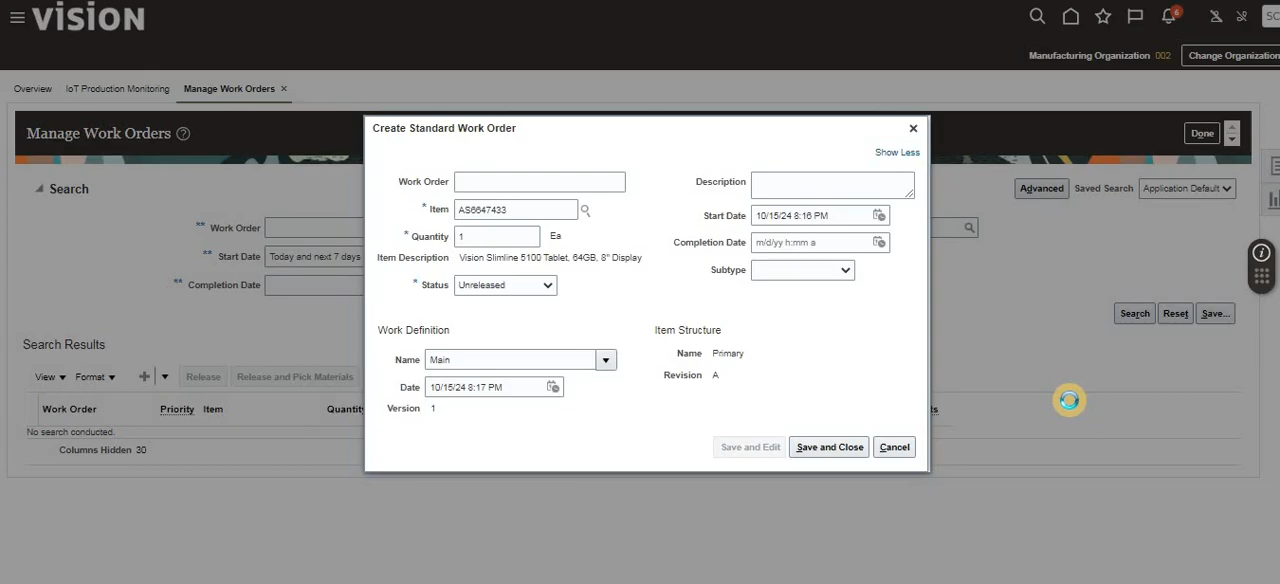 VISION
6
SC
Manufacturing Organization 002 Change Organization
Overview IoT Production Monitoring Manage Work Orders ×
Manage Work Orders ? Done
Search Advanced Saved Search Application Default
** Work Order
** Start Date Today and next 7 days
** Completion Date
Search Reset Save...
Search Results
View Format Release Release and Pick Materials
Work Order Priority Item Quantity
No search conducted.
Columns Hidden 30
Create Standard Work Order
Show Less
Work Order
* Item AS6647433
* Quantity 1 Ea
Item Description Vision Slimline 5100 Tablet, 64GB, 8" Display
* Status Unreleased
Description
Start Date 10/15/24 8:16 PM
Completion Date m/d/yy h:mm a
Subtype
Work Definition
Name Main
Date 10/15/24 8:17 PM
Version 1
Item Structure
Name Primary
Revision A
Save and Edit Save and Close Cancel